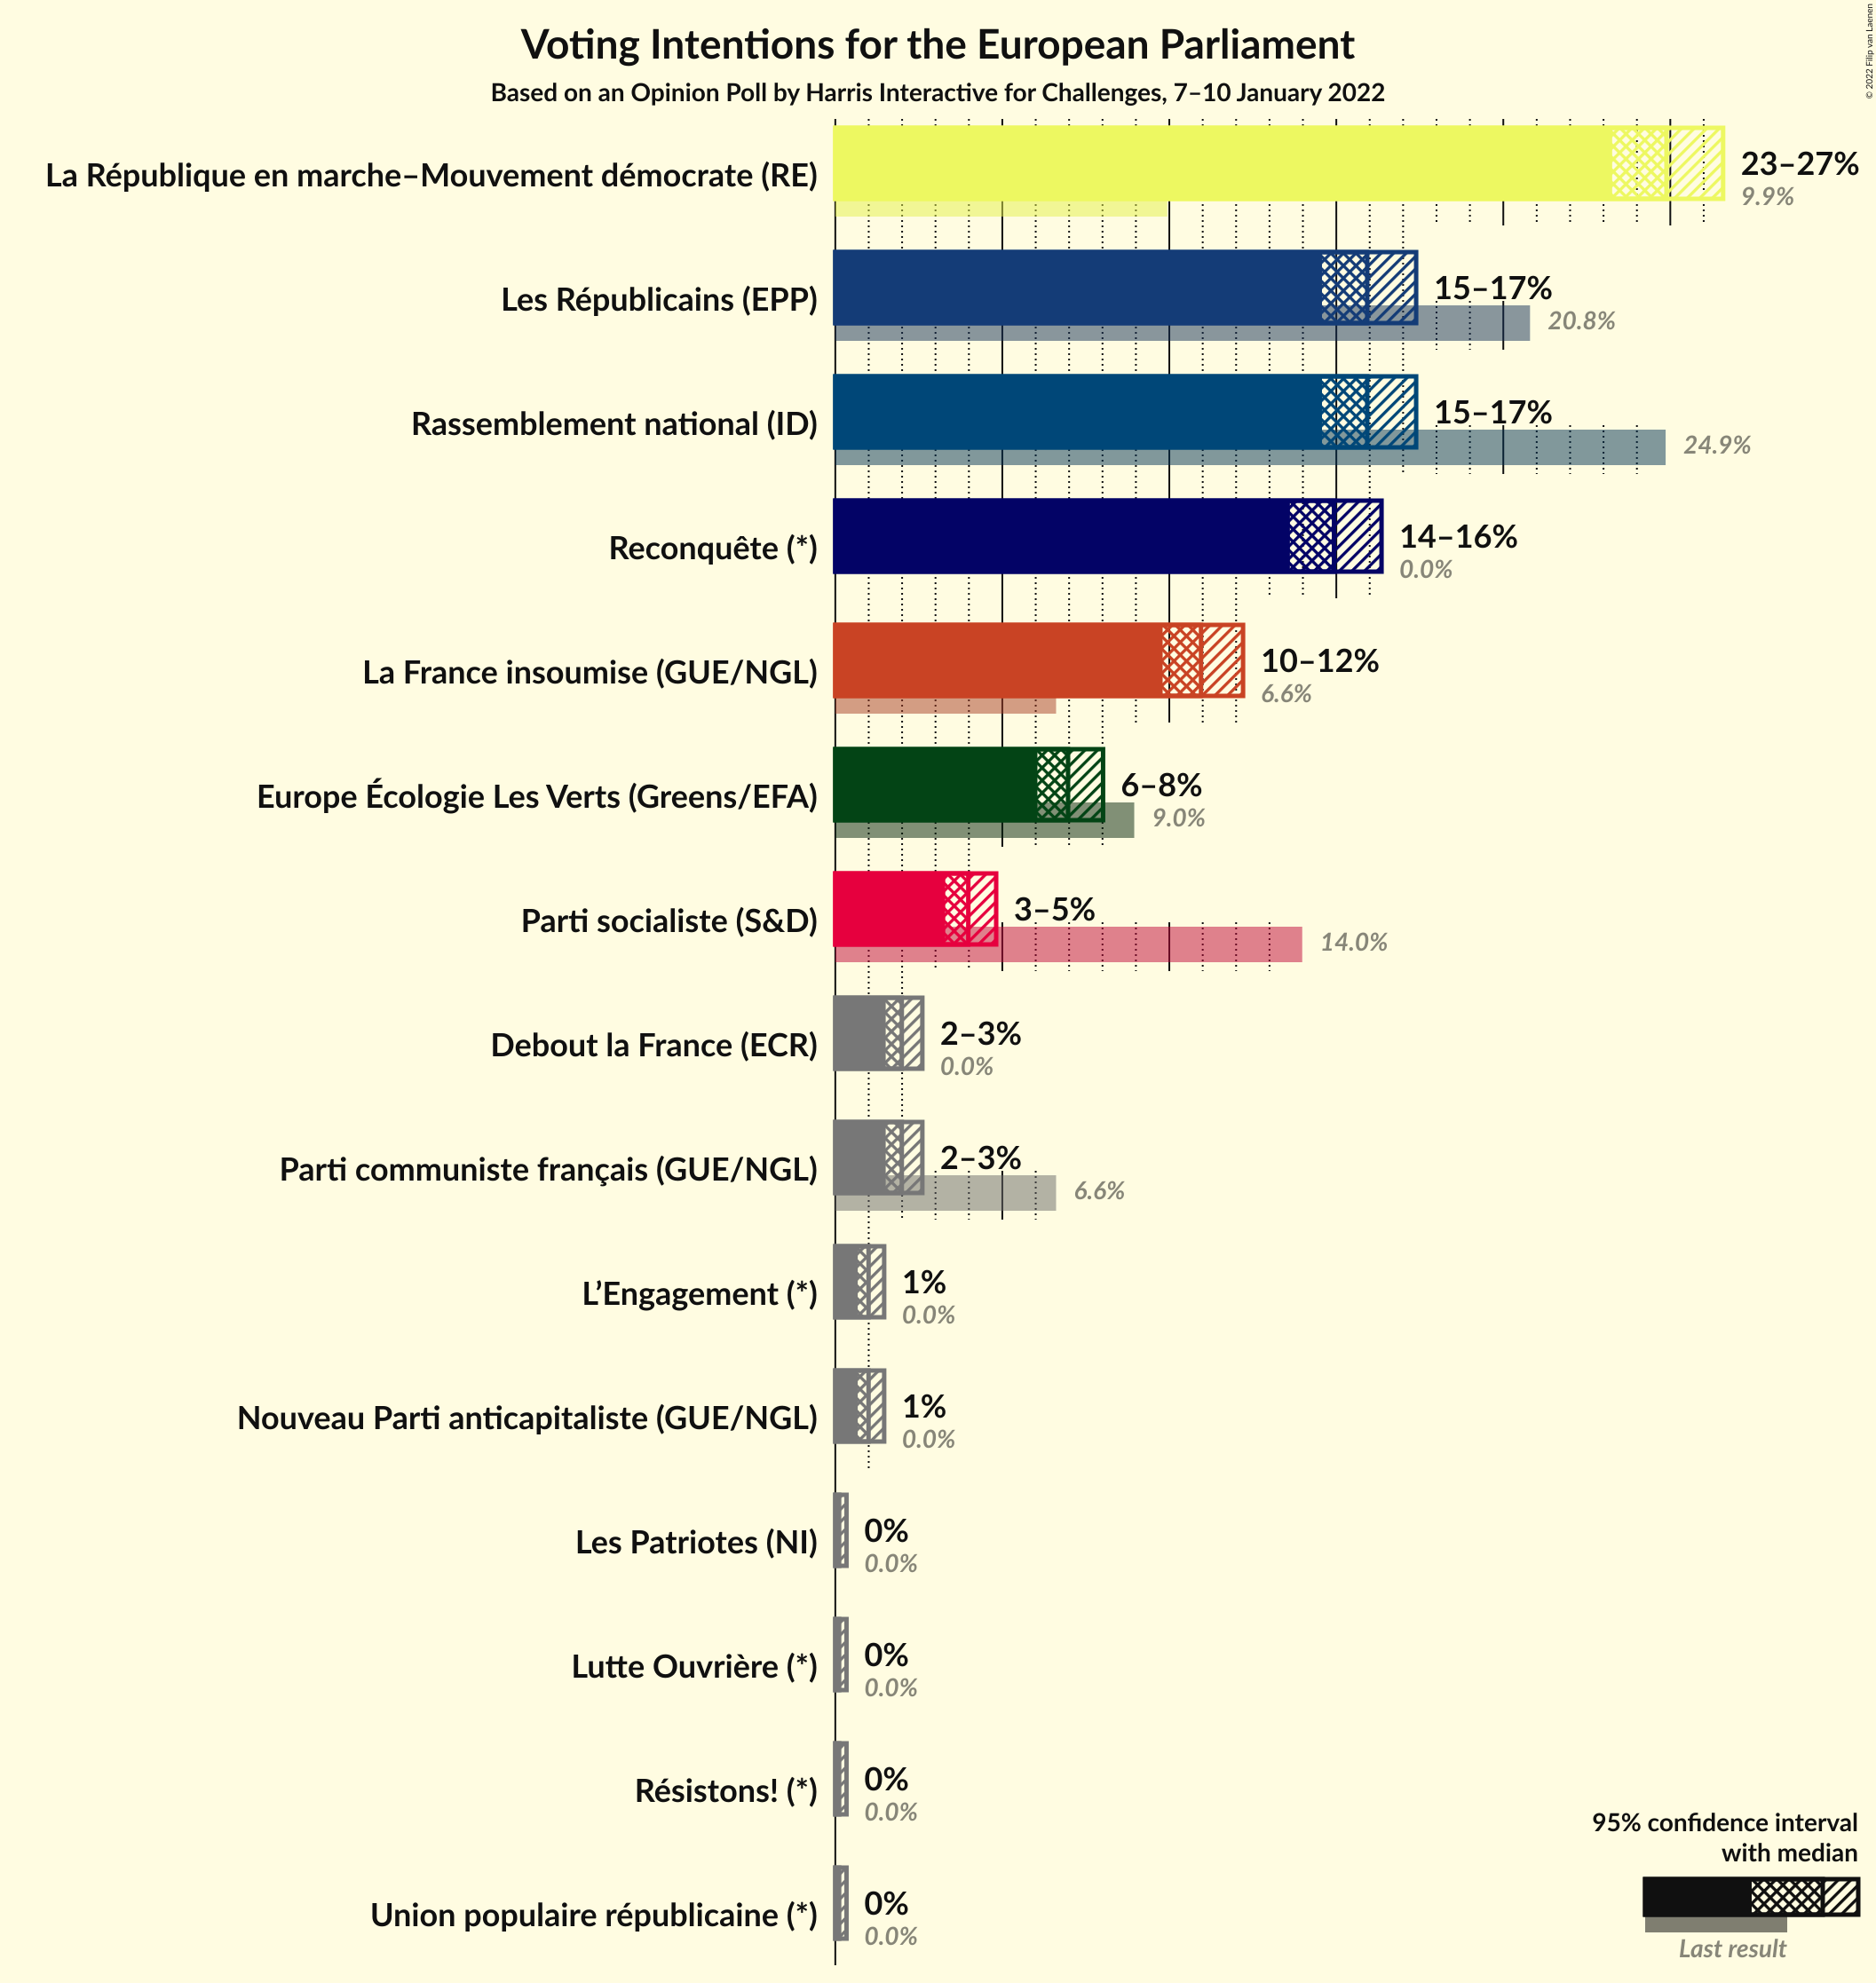 Voting Intentions for the European Parliament
Based on an Opinion Poll by Harris Interactive for Challenges, 7–10 January 2022
© 2022 Filip van Laenen
La République en marche–Mouvement démocrate (RE)
23–27%
9.9%
Les Républicains (EPP)
15–17%
20.8%
Rassemblement national (ID)
15–17%
24.9%
Reconquête (*)
14–16%
0.0%
La France insoumise (GUE/NGL)
10–12%
6.6%
Europe Écologie Les Verts (Greens/EFA)
6–8%
9.0%
Parti socialiste (S&D)
3–5%
14.0%
Debout la France (ECR)
2–3%
0.0%
Parti communiste français (GUE/NGL)
2–3%
6.6%
L’Engagement (*)
1%
0.0%
Nouveau Parti anticapitaliste (GUE/NGL)
1%
0.0%
Les Patriotes (NI)
0%
0.0%
Lutte Ouvrière (*)
0%
0.0%
Résistons! (*)
0%
0.0%
Union populaire républicaine (*)
0%
0.0%
95% confidence interval
with median
Last result